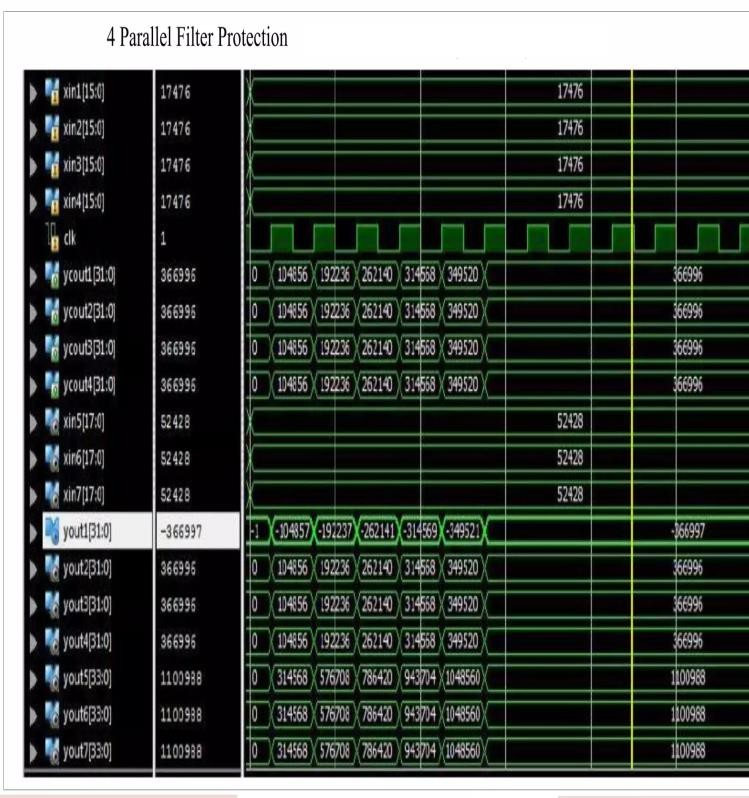 4 Parallel Filter Protection
xin1[15:0] 17476 17476
xin2[15:0] 17476 17476
xin3[15:0] 17476 17476
xin4[15:0] 17476 17476
clk 1
ycout1[31:0] 366996 0 104856 192236 262140 314568 349520 366996
ycout2[31:0] 366996 0 104856 192236 262140 314568 349520 366996
ycout3[31:0] 366996 0 104856 192236 262140 314568 349520 366996
ycout4[31:0] 366996 0 104856 192236 262140 314568 349520 366996
xin5[17:0] 52428 52428
xin6[17:0] 52428 52428
xin7[17:0] 52428 52428
yout1[31:0] -366997 -1 -104857 -192237 -262141 -314569 -349521 -366997
yout2[31:0] 366996 0 104856 192236 262140 314568 349520 366996
yout3[31:0] 366996 0 104856 192236 262140 314568 349520 366996
yout4[31:0] 366996 0 104856 192236 262140 314568 349520 366996
yout5[33:0] 1100988 0 314568 576708 786420 943704 1048560 1100988
yout6[33:0] 1100988 0 314568 576708 786420 943704 1048560 1100988
yout7[33:0] 1100988 0 314568 576708 786420 943704 1048560 1100988